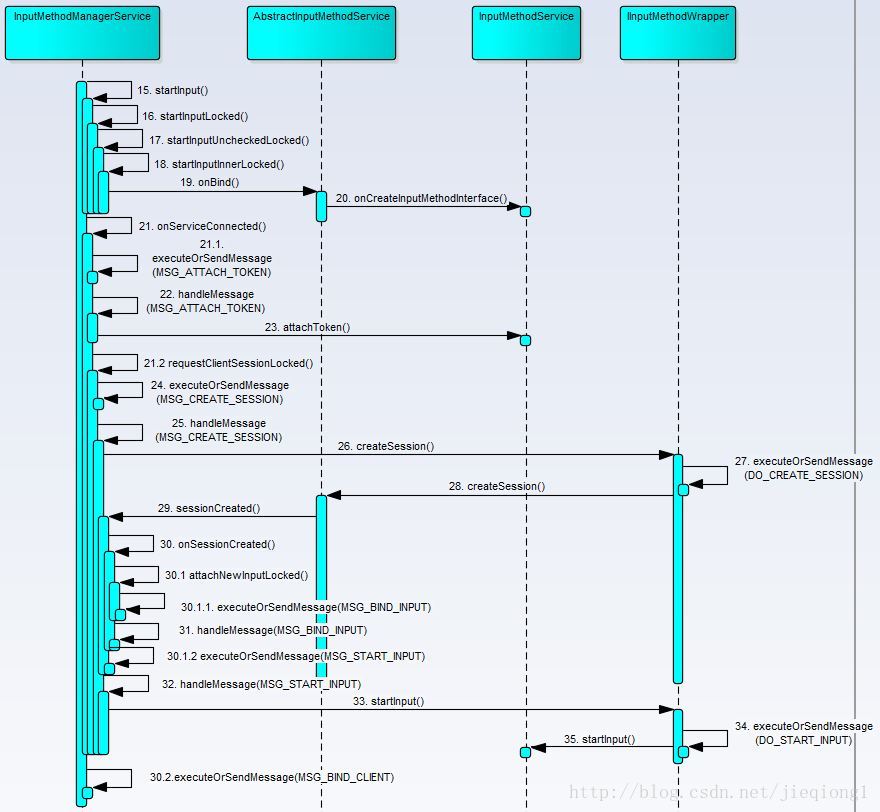 InputMethodManagerService
AbstractInputMethodService
InputMethodService
IInputMethodWrapper
15. startInput()
16. startInputLocked()
17. startInputUncheckedLocked()
18. startInputInnerLocked()
19. onBind()
20. onCreateInputMethodInterface()
21. onServiceConnected()
21.1.
executeOrSendMessage
(MSG_ATTACH_TOKEN)
22. handleMessage
(MSG_ATTACH_TOKEN)
23. attachToken()
21.2 requestClientSessionLocked()
24. executeOrSendMessage
(MSG_CREATE_SESSION)
25. handleMessage
(MSG_CREATE_SESSION)
26. createSession()
27. executeOrSendMessage
(DO_CREATE_SESSION)
28. createSession()
29. sessionCreated()
30. onSessionCreated()
30.1 attachNewInputLocked()
30.1.1. executeOrSendMessage(MSG_BIND_INPUT)
31. handleMessage(MSG_BIND_INPUT)
30.1.2 executeOrSendMessage(MSG_START_INPUT)
32. handleMessage(MSG_START_INPUT)
33. startInput()
34. executeOrSendMessage
(DO_START_INPUT)
35. startInput()
30.2.executeOrSendMessage(MSG_BIND_CLIENT)
http://blog.csdn.net/jieqiong1